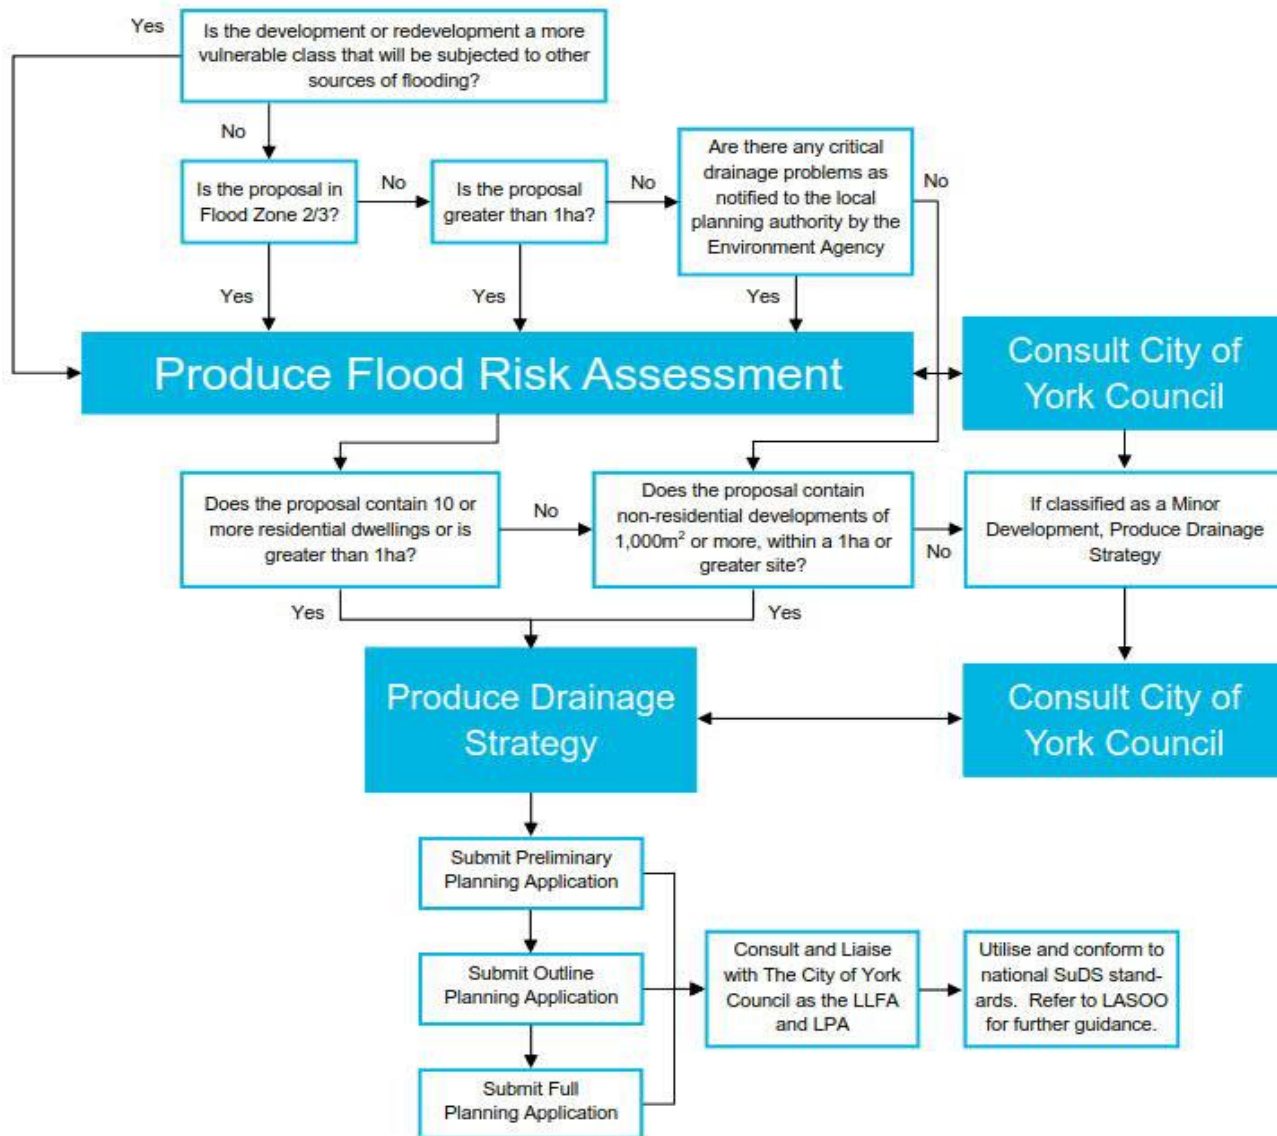 Yes
Is the development or redevelopment a more
vulnerable class that will be subjected to other
sources of flooding?
No
Is the proposal in
Flood Zone 2/3?
No
Is the proposal
greater than 1ha?
No
Are there any critical
drainage problems as
notified to the local
planning authority by the
Environment Agency
No
Yes
Yes
Yes
Produce Flood Risk Assessment
Consult City of
York Council
Does the proposal contain 10 or
more residential dwellings or is
greater than 1ha?
No
Does the proposal contain
non-residential developments of
1,000m² or more, within a 1ha or
greater site?
No
If classified as a Minor
Development, Produce Drainage
Strategy
Yes
Yes
Produce Drainage
Strategy
Consult City of
York Council
Submit Preliminary
Planning Application
Submit Outline
Planning Application
Submit Full
Planning Application
Consult and Liaise
with The City of York
Council as the LLFA
and LPA
Utilise and conform to
national SuDS stand-
ards.  Refer to LASOO
for further guidance.